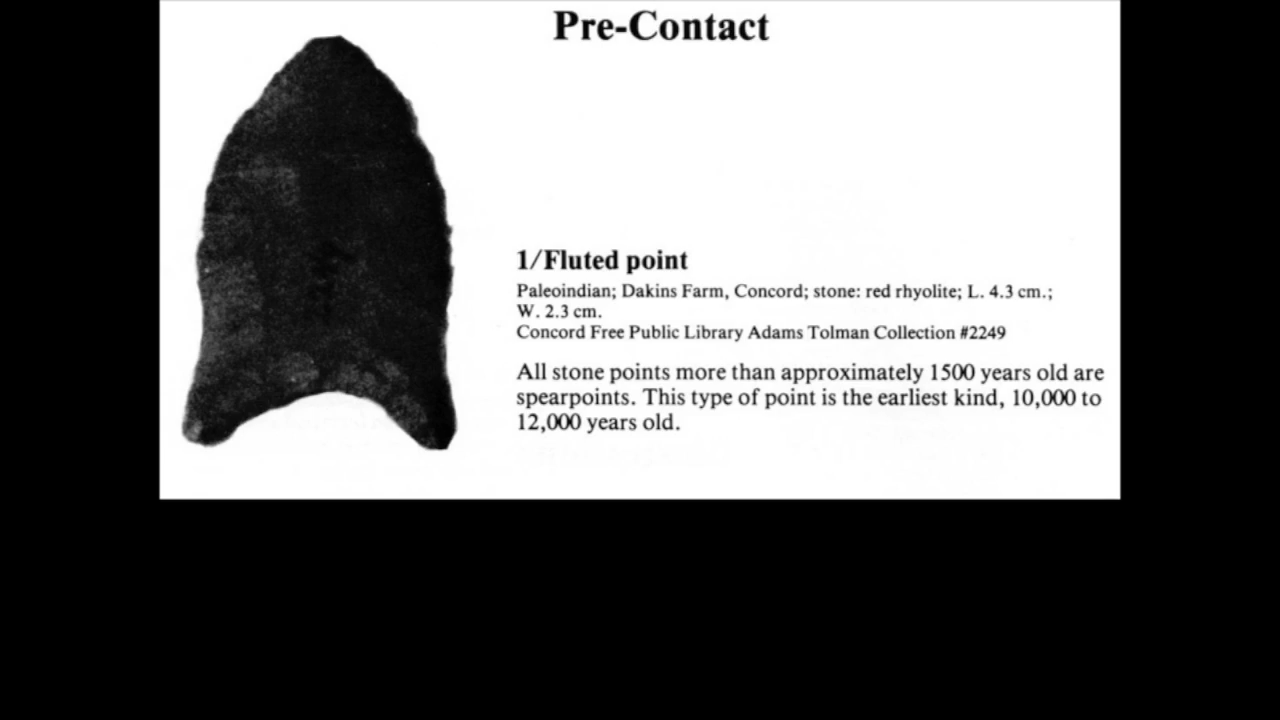 Pre-Contact
1/Fluted point
Paleoindian; Dakins Farm, Concord; stone: red rhyolite; L. 4.3 cm.;
W. 2.3 cm.
Concord Free Public Library Adams Tolman Collection #2249
All stone points more than approximately 1500 years old are
spearpoints. This type of point is the earliest kind, 10,000 to
12,000 years old.